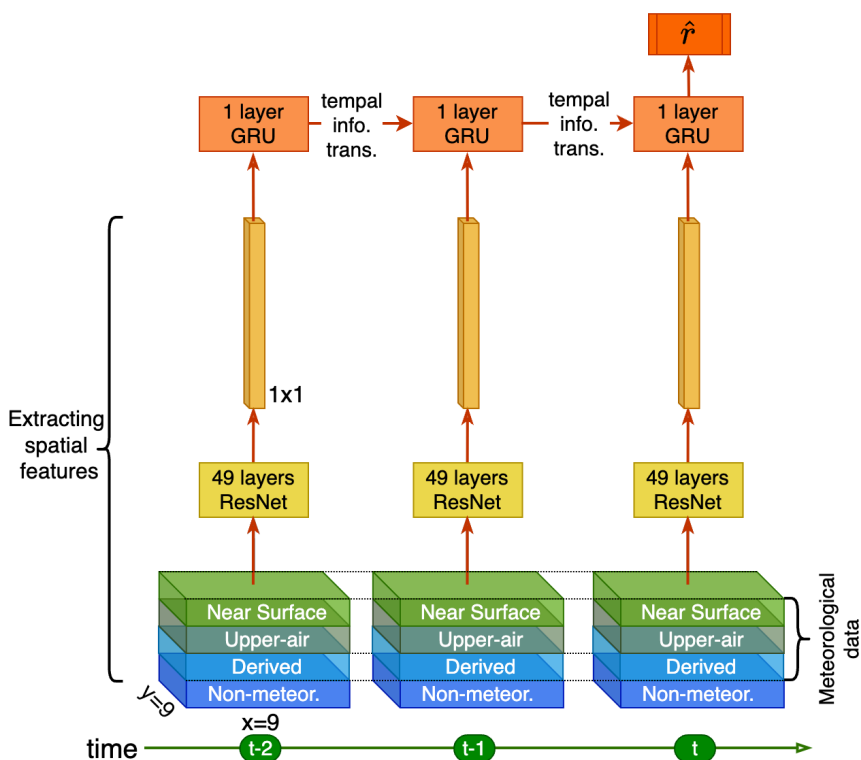 r̂
1 layer
GRU
tempal
info.
trans.
1 layer
GRU
tempal
info.
trans.
1 layer
GRU
1x1
Extracting
spatial
features
49 layers
ResNet
49 layers
ResNet
49 layers
ResNet
Near Surface
Upper-air
Derived
Non-meteor.
Near Surface
Upper-air
Derived
Non-meteor.
Near Surface
Upper-air
Derived
Non-meteor.
Meteorological
data
y=9
x=9
time
t-2
t-1
t